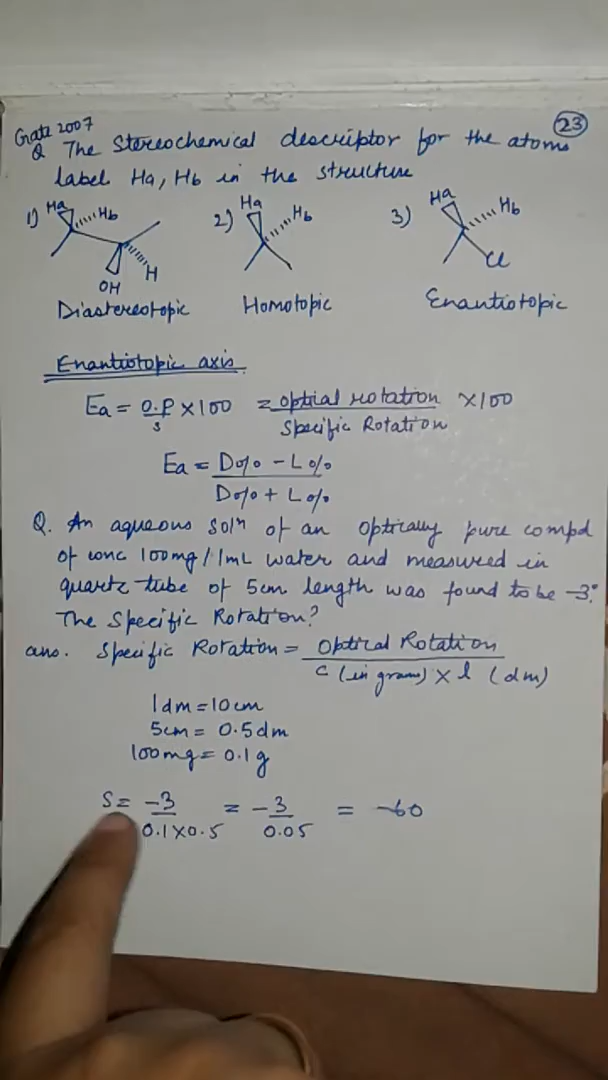 Gate 2007
23
Q The Stereochemical descriptor for the atoms
label Ha, Hb in the structure
1) Ha Hb OH H
2) Ha Hb
3) Ha Hb Cl
Diastereotopic Homotopic Enantiotopic
Enantiotopic axis
Ea = O.P/S × 100 = optial rotation/Specific Rotation × 100
Ea = D% - L%/D% + L%
Q. An aqueous Solⁿ of an optically pure compd
of conc 100mg/1mL water and measured in
quartz tube of 5cm length was found to be -3°.
The Specific Rotation?
ans. Specific Rotation = Optical Rotation/c (in grams) × l (dm)
1dm = 10cm
5cm = 0.5dm
100mg = 0.1g
S = -3/0.1×0.5 = -3/0.05 = -60